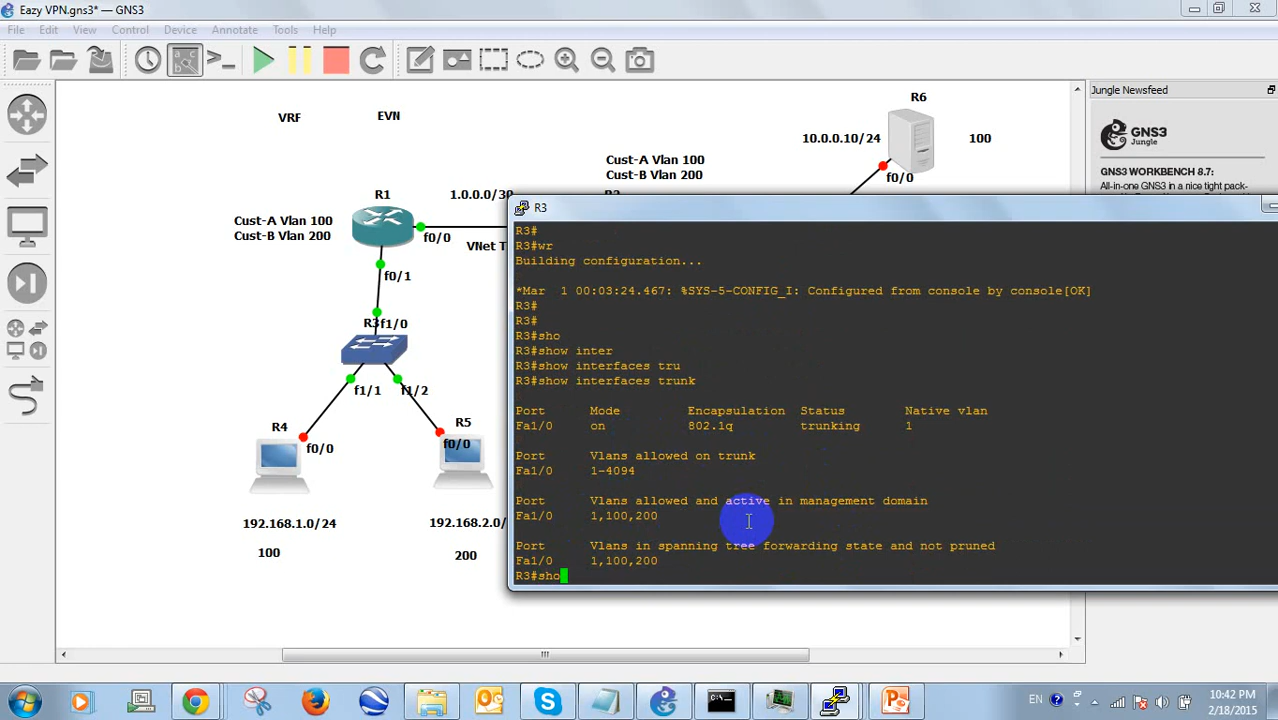 Eazy VPN.gns3* — GNS3
File Edit View Control Device Annotate Tools Help
Jungle Newsfeed
GNS3
Jungle
GNS3 WORKBENCH 8.7:
All-in-one GNS3 in a nice tight pack-
VRF
EVN
R6
10.0.0.10/24
100
f0/0
Cust-A Vlan 100
Cust-B Vlan 200
R1
1.0.0.0/30
Cust-A Vlan 100
Cust-B Vlan 200
f0/0
VNet T
f0/1
R3
f1/0
f1/1
f1/2
R4
f0/0
R5
f0/0
192.168.1.0/24
192.168.2.0/
100
200
R3
R3#
R3#wr
Building configuration...
*Mar  1 00:03:24.467: %SYS-5-CONFIG_I: Configured from console by console[OK]
R3#
R3#
R3#sho
R3#show inter
R3#show interfaces tru
R3#show interfaces trunk
Port Mode Encapsulation Status Native vlan
Fa1/0 on 802.1q trunking 1
Port Vlans allowed on trunk
Fa1/0 1-4094
Port Vlans allowed and active in management domain
Fa1/0 1,100,200
Port Vlans in spanning tree forwarding state and not pruned
Fa1/0 1,100,200
R3#sho
EN
10:42 PM
2/18/2015